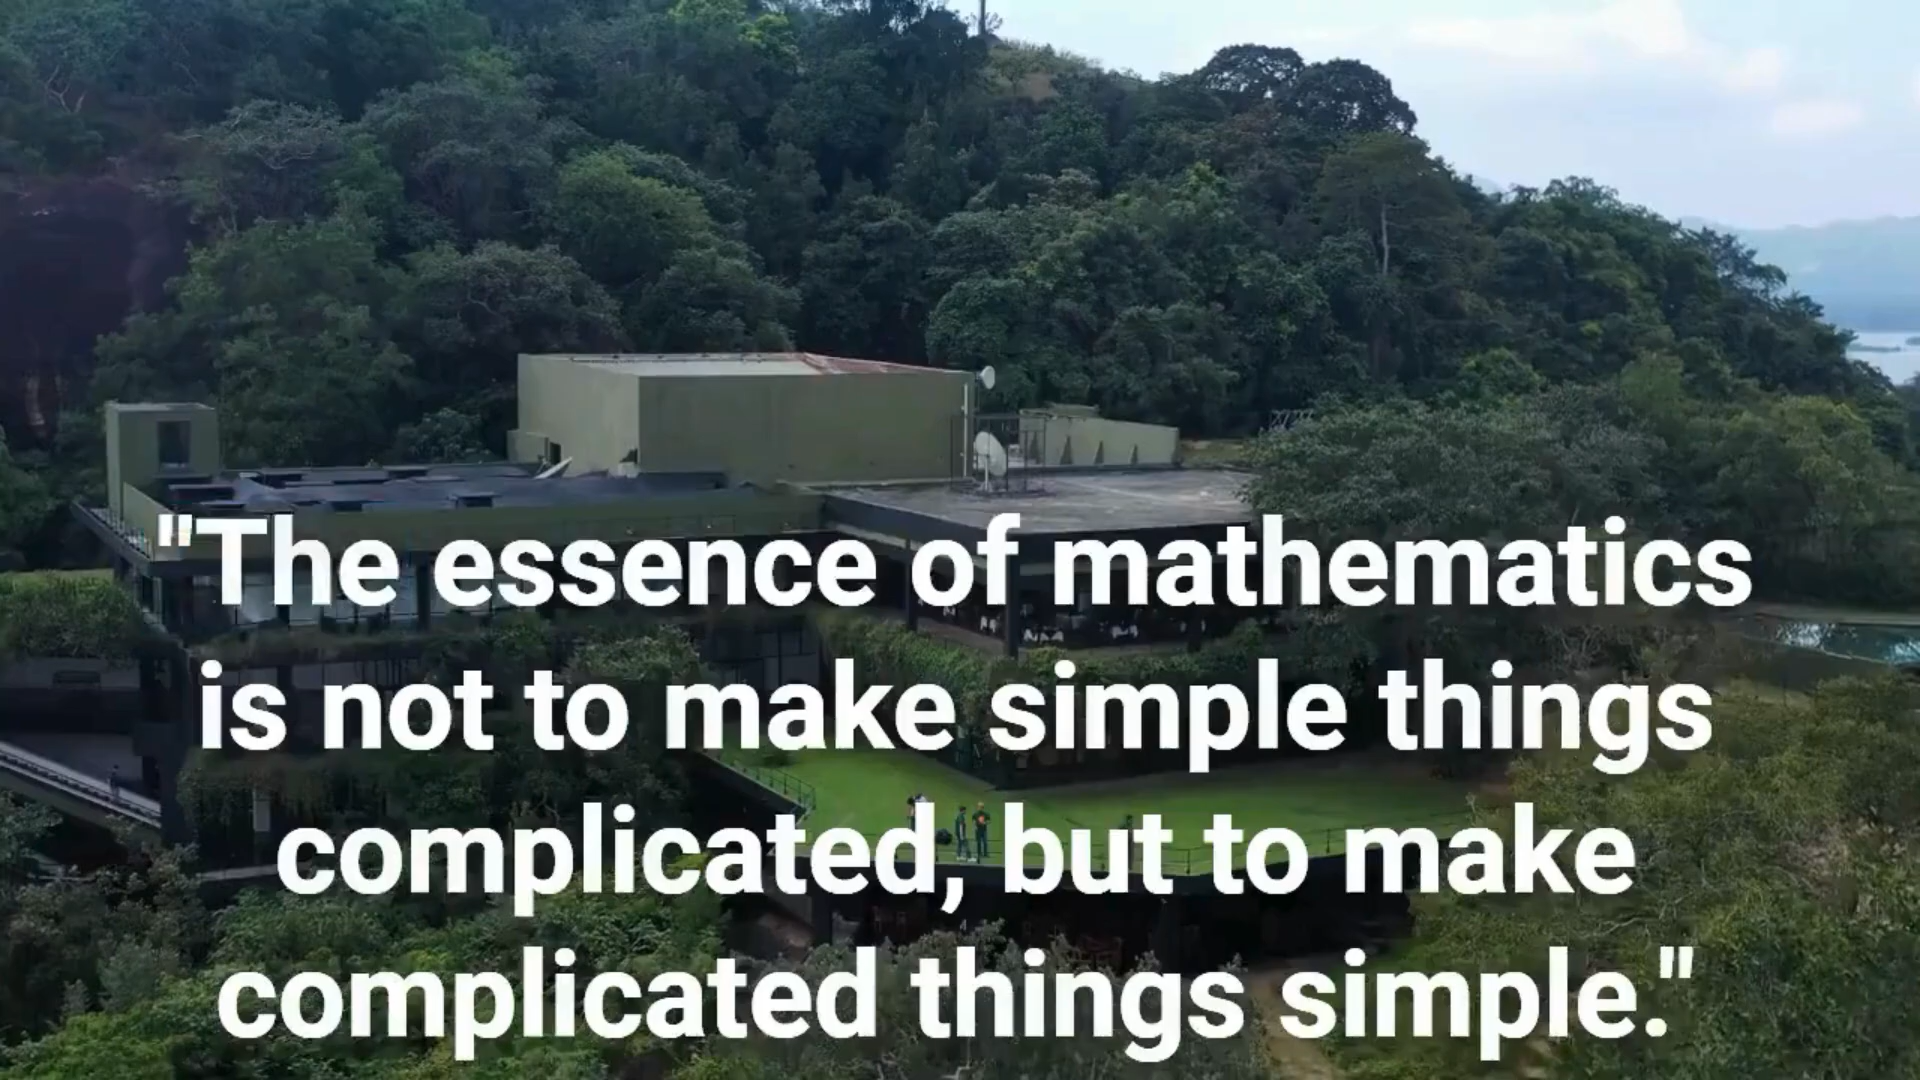 "The essence of mathematics
is not to make simple things
complicated, but to make
complicated things simple."